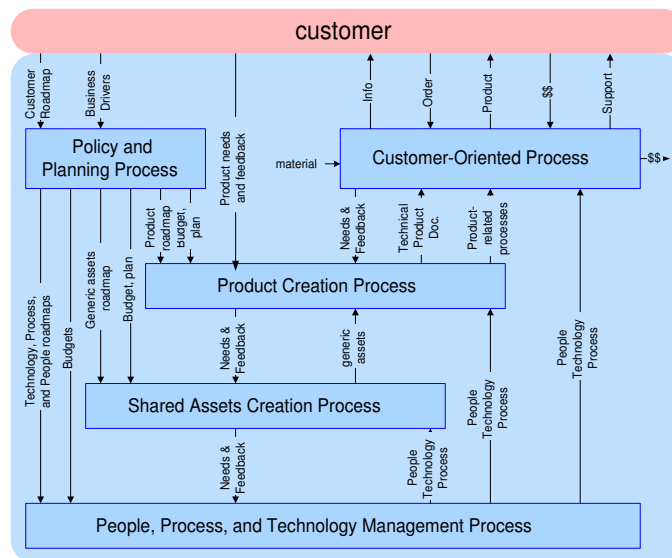 customer
Customer
Roadmap
Business
Drivers
Product needs
and feedback
Info
Order
Product
$$
Support
Policy and
Planning Process
material
Customer-Oriented Process
$$
Technology, Process,
and People roadmaps
Budgets
Generic assets
roadmap
Budget, plan
Product
roadmap
Budget,
plan
Needs &
Feedback
Technical
Product
Doc.
Product-
related
processes
Product Creation Process
Needs &
Feedback
generic
assets
People
Technology
Process
People
Technology
Process
Shared Assets Creation Process
Needs &
Feedback
People
Technology
Process
People, Process, and Technology Management Process